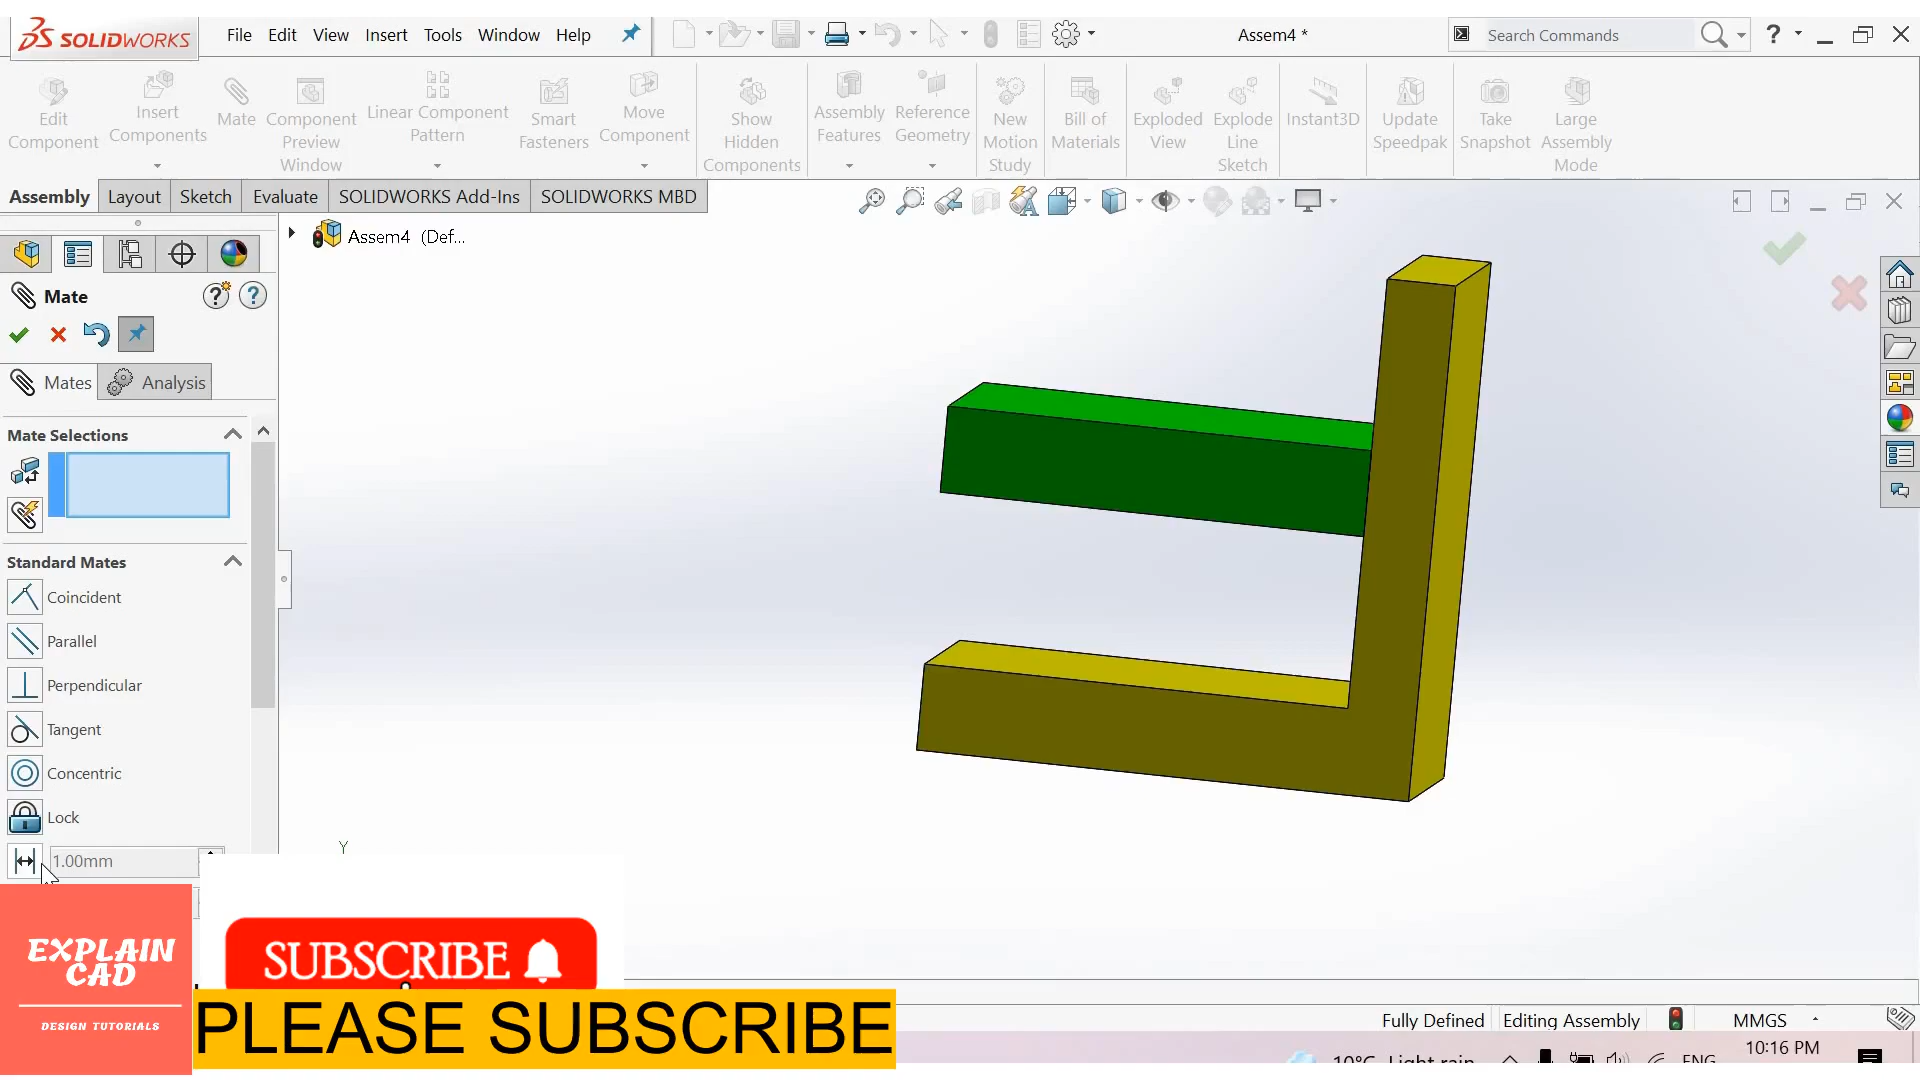 SOLIDWORKS File Edit View Insert Tools Window Help Assem4 * Search Commands ?
Edit Component
Insert Components
Mate
Component Preview Window
Linear Component Pattern
Smart Fasteners
Move Component
Show Hidden Components
Assembly Features
Reference Geometry
New Motion Study
Bill of Materials
Exploded View
Explode Line Sketch
Instant3D
Update Speedpak
Take Snapshot
Large Assembly Mode
Assembly Layout Sketch Evaluate SOLIDWORKS Add-Ins SOLIDWORKS MBD
Assem4 (Def...
Mate
Mates Analysis
Mate Selections
Standard Mates
Coincident
Parallel
Perpendicular
Tangent
Concentric
Lock
1.00mm
Y
EXPLAIN
CAD
DESIGN TUTORIALS
SUBSCRIBE
PLEASE SUBSCRIBE
Fully Defined Editing Assembly MMGS
10°C Light rain ENG 10:16 PM